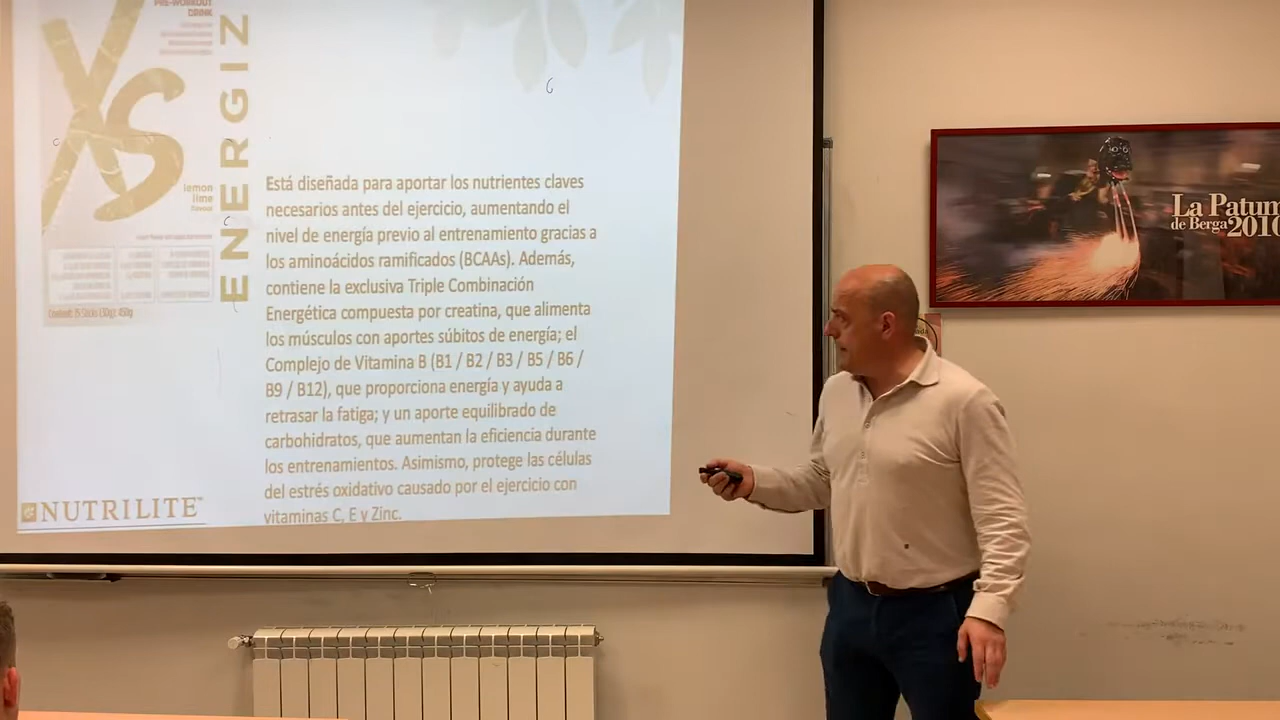 PRE-WORKOUT
DRINK
XS
lemon
lime
flavour
ENERGIZ
Está diseñada para aportar los nutrientes claves
necesarios antes del ejercicio, aumentando el
nivel de energía previo al entrenamiento gracias a
los aminoácidos ramificados (BCAAs). Además,
contiene la exclusiva Triple Combinación
Energética compuesta por creatina, que alimenta
los músculos con aportes súbitos de energía; el
Complejo de Vitamina B (B1 / B2 / B3 / B5 / B6 /
B9 / B12), que proporciona energía y ayuda a
retrasar la fatiga; y un aporte equilibrado de
carbohidratos, que aumentan la eficiencia durante
los entrenamientos. Asimismo, protege las células
del estrés oxidativo causado por el ejercicio con
vitaminas C, E y Zinc.
NUTRILITE™
La Patum
de Berga 2010